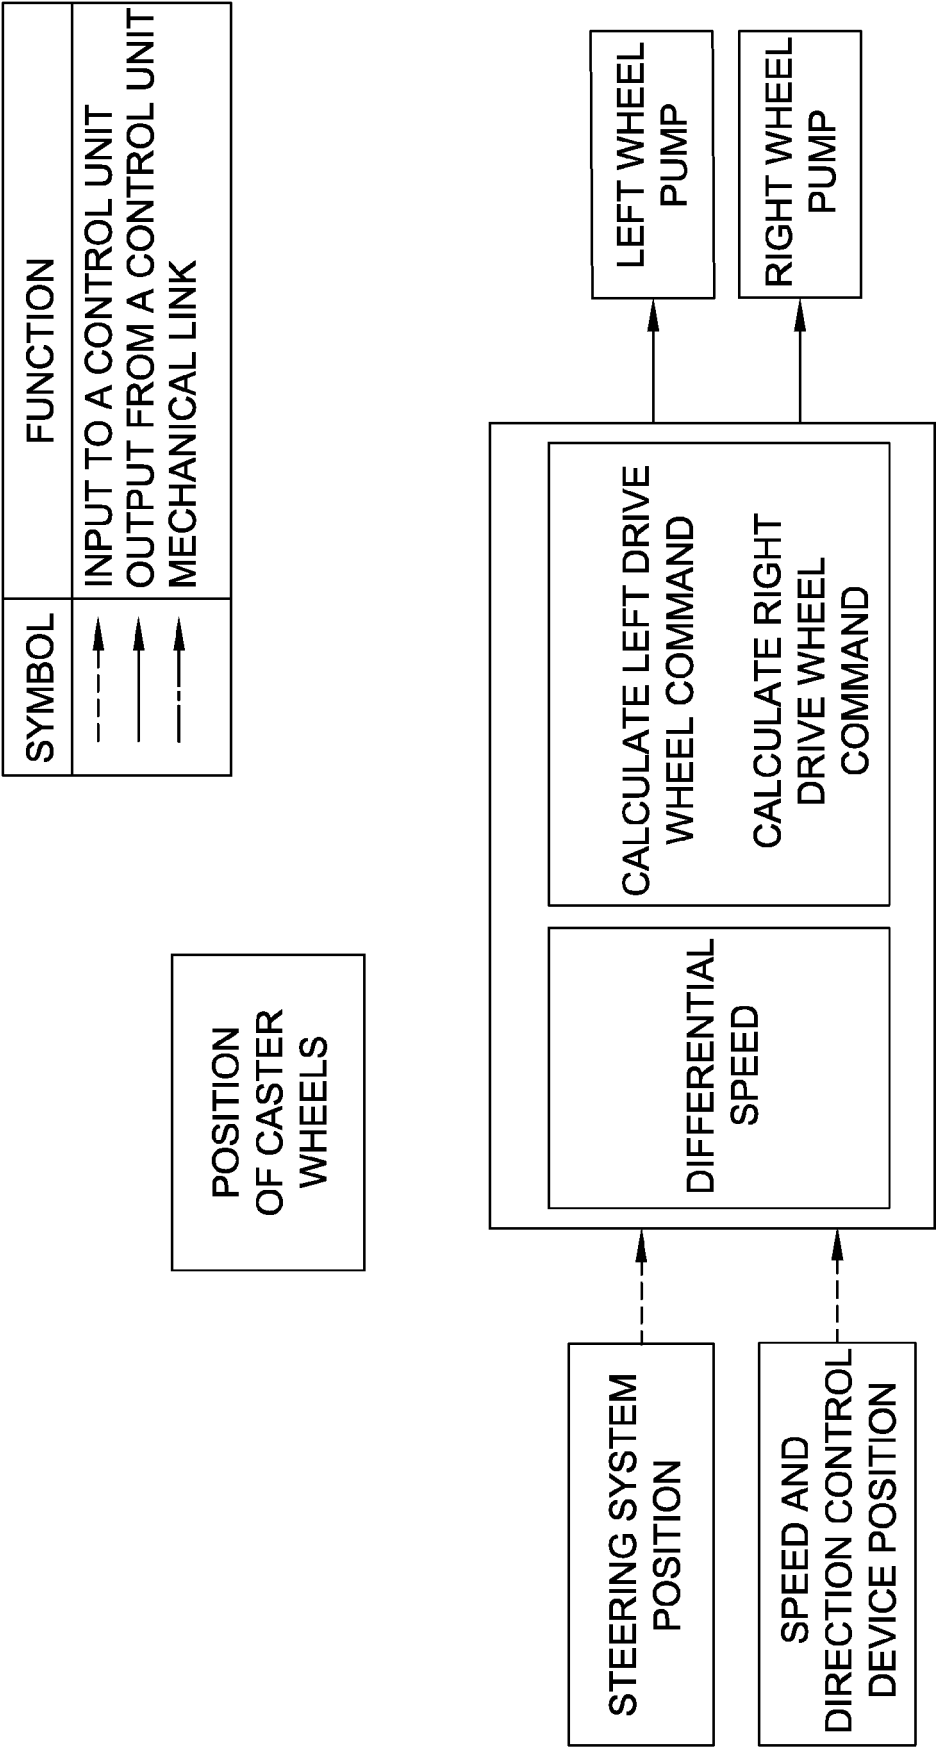 SYMBOL
FUNCTION
INPUT TO A CONTROL UNIT
OUTPUT FROM A CONTROL UNIT
MECHANICAL LINK
POSITION
OF CASTER
WHEELS
STEERING SYSTEM
POSITION
SPEED AND
DIRECTION CONTROL
DEVICE POSITION
DIFFERENTIAL
SPEED
CALCULATE LEFT DRIVE
WHEEL COMMAND
CALCULATE RIGHT
DRIVE WHEEL
COMMAND
LEFT WHEEL
PUMP
RIGHT WHEEL
PUMP